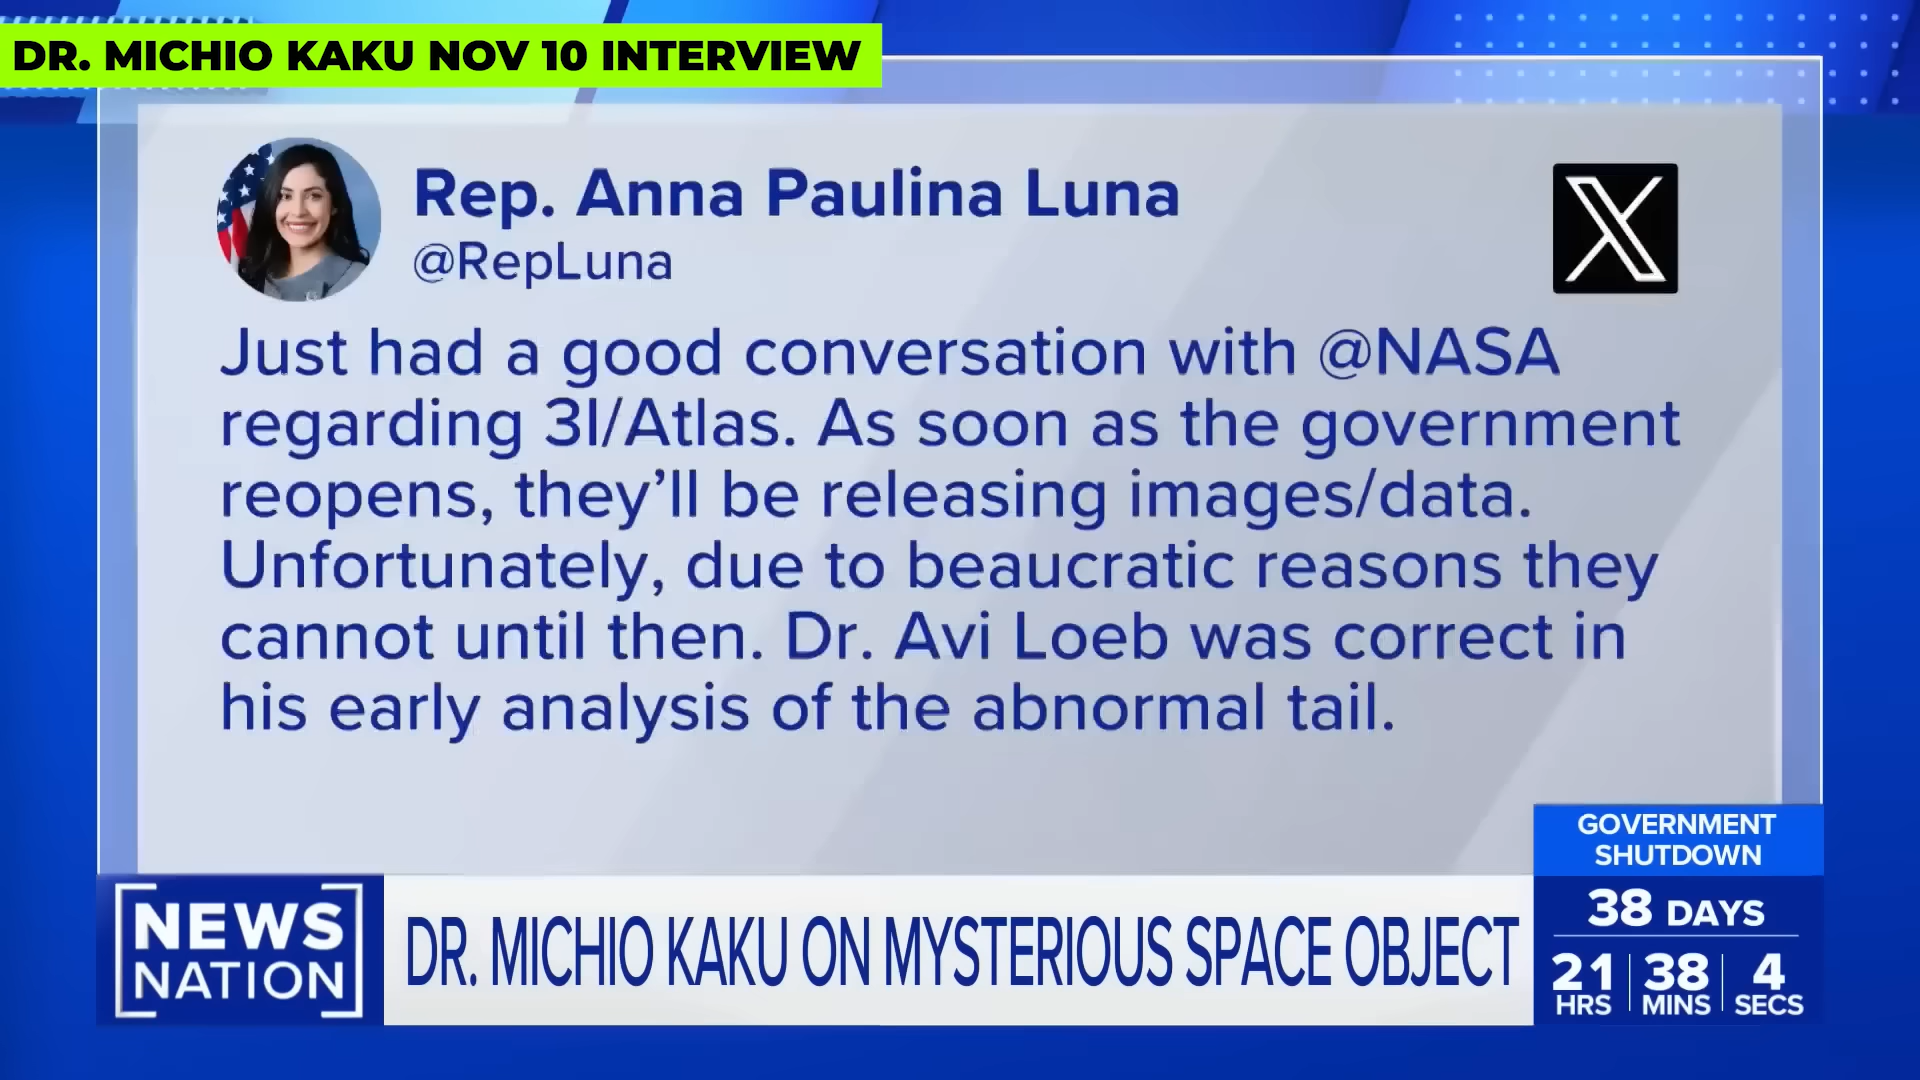 DR. MICHIO KAKU NOV 10 INTERVIEW
Rep. Anna Paulina Luna
@RepLuna
X
Just had a good conversation with @NASA
regarding 3I/Atlas. As soon as the government
reopens, they’ll be releasing images/data.
Unfortunately, due to beaucratic reasons they
cannot until then. Dr. Avi Loeb was correct in
his early analysis of the abnormal tail.
GOVERNMENT
SHUTDOWN
38 DAYS
21 38 4
HRS MINS SECS
NEWS
NATION
DR. MICHIO KAKU ON MYSTERIOUS SPACE OBJECT